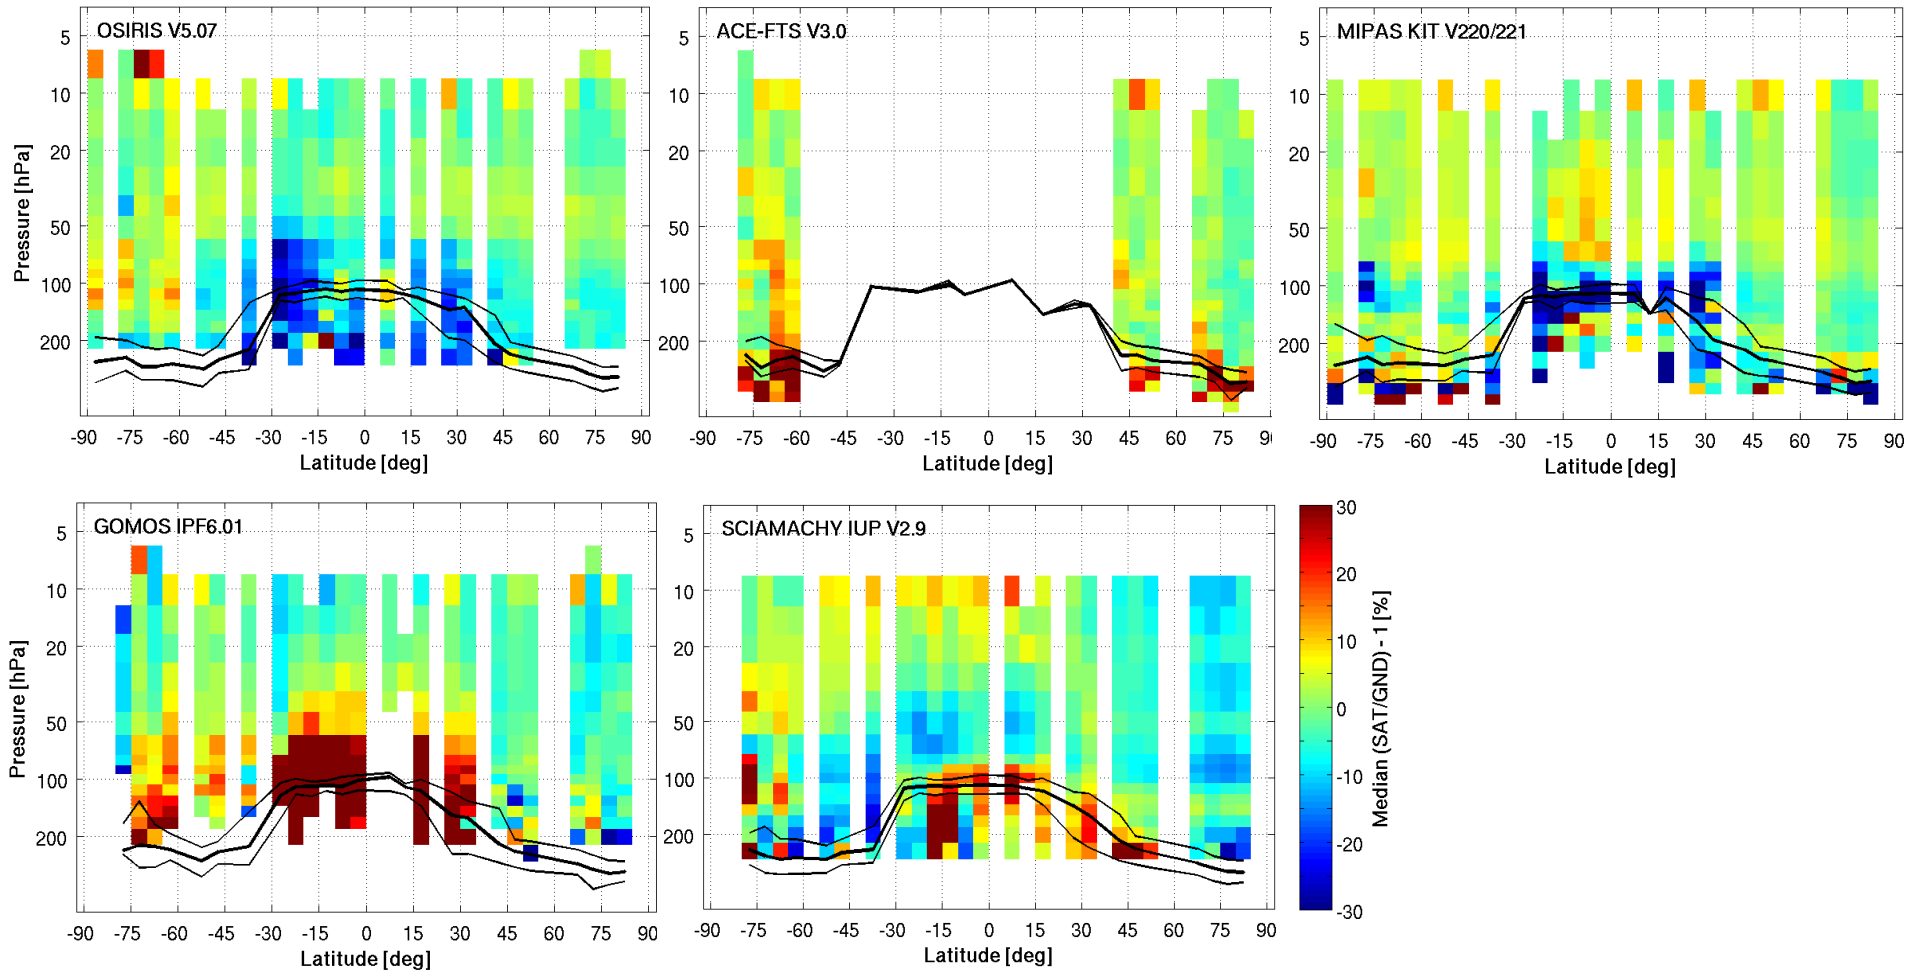 OSIRIS V5.07
5
10
20
50
100
200
Pressure [hPa]
-90 -75 -60 -45 -30 -15 0 15 30 45 60 75 90
Latitude [deg]
ACE-FTS V3.0
5
10
20
50
100
200
-90 -75 -60 -45 -30 -15 0 15 30 45 60 75 9
Latitude [deg]
MIPAS KIT V220/221
5
10
20
50
100
200
-90 -75 -60 -45 -30 -15 0 15 30 45 60 75 90
Latitude [deg]
GOMOS IPF6.01
5
10
20
50
100
200
Pressure [hPa]
-90 -75 -60 -45 -30 -15 0 15 30 45 60 75 90
Latitude [deg]
SCIAMACHY IUP V2.9
5
10
20
50
100
200
-90 -75 -60 -45 -30 -15 0 15 30 45 60 75 90
Latitude [deg]
30
20
10
0
-10
-20
-30
Median (SAT/GND) - 1 [%]